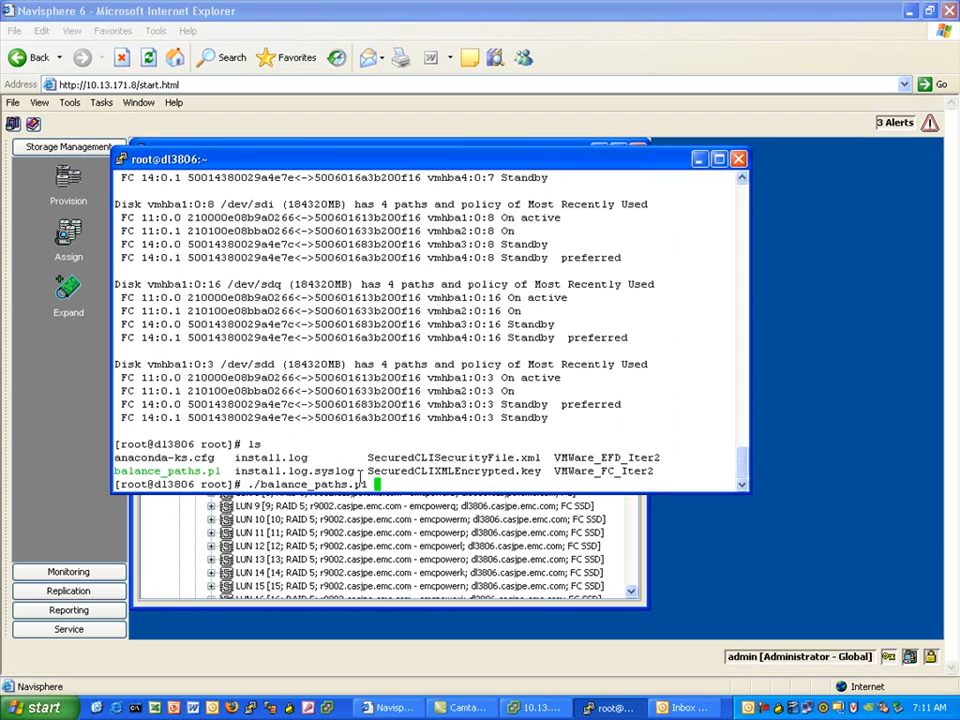 Navisphere 6 - Microsoft Internet Explorer
File Edit View Favorites Tools Help
Back Search Favorites
Address http://10.13.171.8/start.html Go
File View Tools Tasks Window Help
3 Alerts
Storage Management
root@dl3806:~
Provision
Assign
Expand
FC 14:0.1 50014380029a4e7e<->5006016a3b200f16 vmhba4:0:7 Standby
Disk vmhba1:0:8 /dev/sdi (184320MB) has 4 paths and policy of Most Recently Used
FC 11:0.0 210000e08b9a0266<->500601613b200f16 vmhba1:0:8 On active
FC 11:0.1 210100e08bba0266<->500601633b200f16 vmhba2:0:8 On
FC 14:0.0 50014380029a4e7c<->500601683b200f16 vmhba3:0:8 Standby
FC 14:0.1 50014380029a4e7e<->5006016a3b200f16 vmhba4:0:8 Standby preferred
Disk vmhba1:0:16 /dev/sdq (184320MB) has 4 paths and policy of Most Recently Used
FC 11:0.0 210000e08b9a0266<->500601613b200f16 vmhba1:0:16 On active
FC 11:0.1 210100e08bba0266<->500601633b200f16 vmhba2:0:16 On
FC 14:0.0 50014380029a4e7c<->500601683b200f16 vmhba3:0:16 Standby
FC 14:0.1 50014380029a4e7e<->5006016a3b200f16 vmhba4:0:16 Standby preferred
Disk vmhba1:0:3 /dev/sdd (184320MB) has 4 paths and policy of Most Recently Used
FC 11:0.0 210000e08b9a0266<->500601613b200f16 vmhba1:0:3 On active
FC 11:0.1 210100e08bba0266<->500601633b200f16 vmhba2:0:3 On
FC 14:0.0 50014380029a4e7c<->500601683b200f16 vmhba3:0:3 Standby preferred
FC 14:0.1 50014380029a4e7e<->5006016a3b200f16 vmhba4:0:3 Standby
[root@dl3806 root]# ls
anaconda-ks.cfg install.log SecuredCLISecurityFile.xml VMWare_EFD_Iter2
balance_paths.pl install.log.syslog SecuredCLIXMLEncrypted.key VMWare_FC_Iter2
[root@dl3806 root]# ./balance_paths.pl
LUN 9 [9; RAID 5; r9002.casjpe.emc.com - emcpowerq; dl3806.casjpe.emc.com; FC SSD]
LUN 10 [10; RAID 5; r9002.casjpe.emc.com - emcpowerp; dl3806.casjpe.emc.com; FC SSD]
LUN 11 [11; RAID 5; r9002.casjpe.emc.com - emcpowerp; dl3806.casjpe.emc.com; FC SSD]
LUN 12 [12; RAID 5; r9002.casjpe.emc.com - emcpowerl; dl3806.casjpe.emc.com; FC SSD]
LUN 13 [13; RAID 5; r9002.casjpe.emc.com - emcpowerl; dl3806.casjpe.emc.com; FC SSD]
LUN 14 [14; RAID 5; r9002.casjpe.emc.com - emcpowerk; dl3806.casjpe.emc.com; FC SSD]
LUN 15 [15; RAID 5; r9002.casjpe.emc.com - emcpowerj; dl3806.casjpe.emc.com; FC SSD]
Monitoring
Replication
Reporting
Service
admin [Administrator - Global]
Navisphere Internet
start Navisp... Camta... 10.13.... root@... Inbox ... 7:11 AM